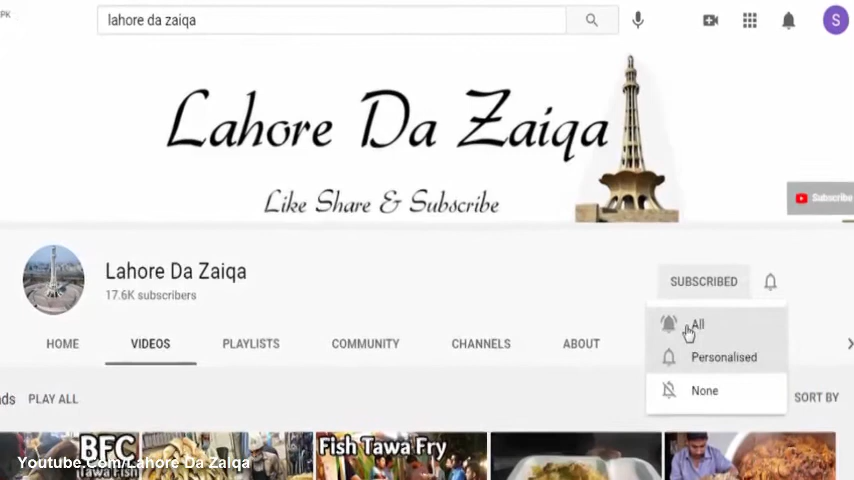 PK
lahore da zaiqa
S
Lahore Da Zaiqa
Like Share & Subscribe
Subscribe
Lahore Da Zaiqa
17.6K subscribers
SUBSCRIBED
All
Personalised
None
HOME
VIDEOS
PLAYLISTS
COMMUNITY
CHANNELS
ABOUT
ds
PLAY ALL
SORT BY
BFC
Tawa Fish
Fish Tawa Fry
Youtube.Com/Lahore Da Zaiqa